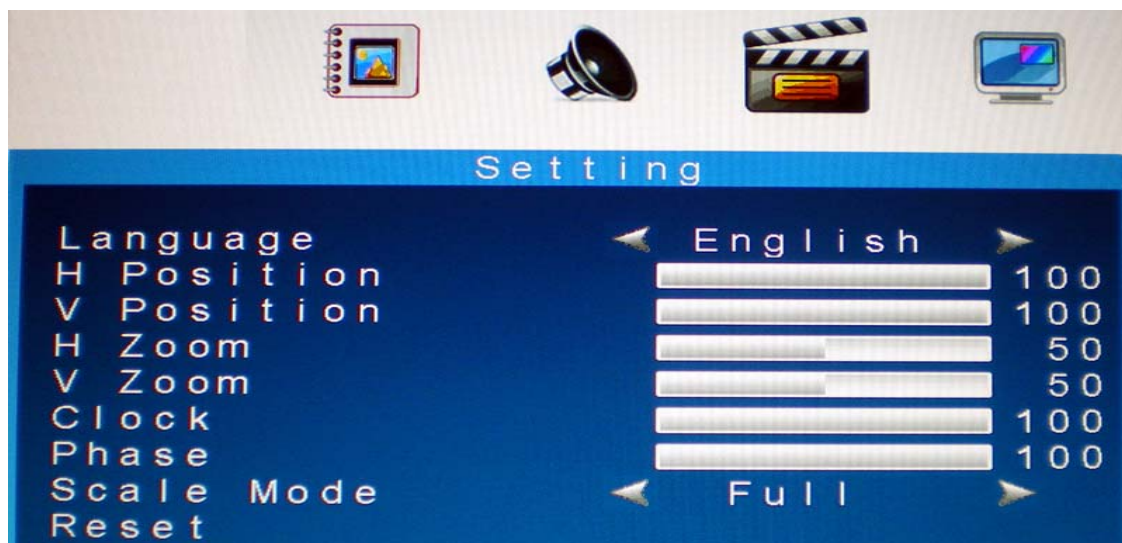 Setting
Language English
H Position 100
V Position 100
H Zoom 50
V Zoom 50
Clock 100
Phase 100
Scale Mode Full
Reset